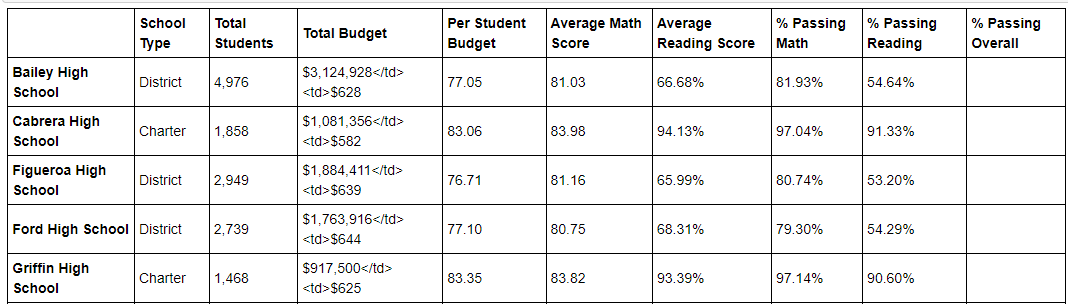 School Type Total Students Total Budget Per Student Budget Average Math Score Average Reading Score % Passing Math % Passing Reading % Passing Overall
Bailey High School District 4,976 $3,124,928</td> <td>$628 77.05 81.03 66.68% 81.93% 54.64%
Cabrera High School Charter 1,858 $1,081,356</td> <td>$582 83.06 83.98 94.13% 97.04% 91.33%
Figueroa High School District 2,949 $1,884,411</td> <td>$639 76.71 81.16 65.99% 80.74% 53.20%
Ford High School District 2,739 $1,763,916</td> <td>$644 77.10 80.75 68.31% 79.30% 54.29%
Griffin High School Charter 1,468 $917,500</td> <td>$625 83.35 83.82 93.39% 97.14% 90.60%